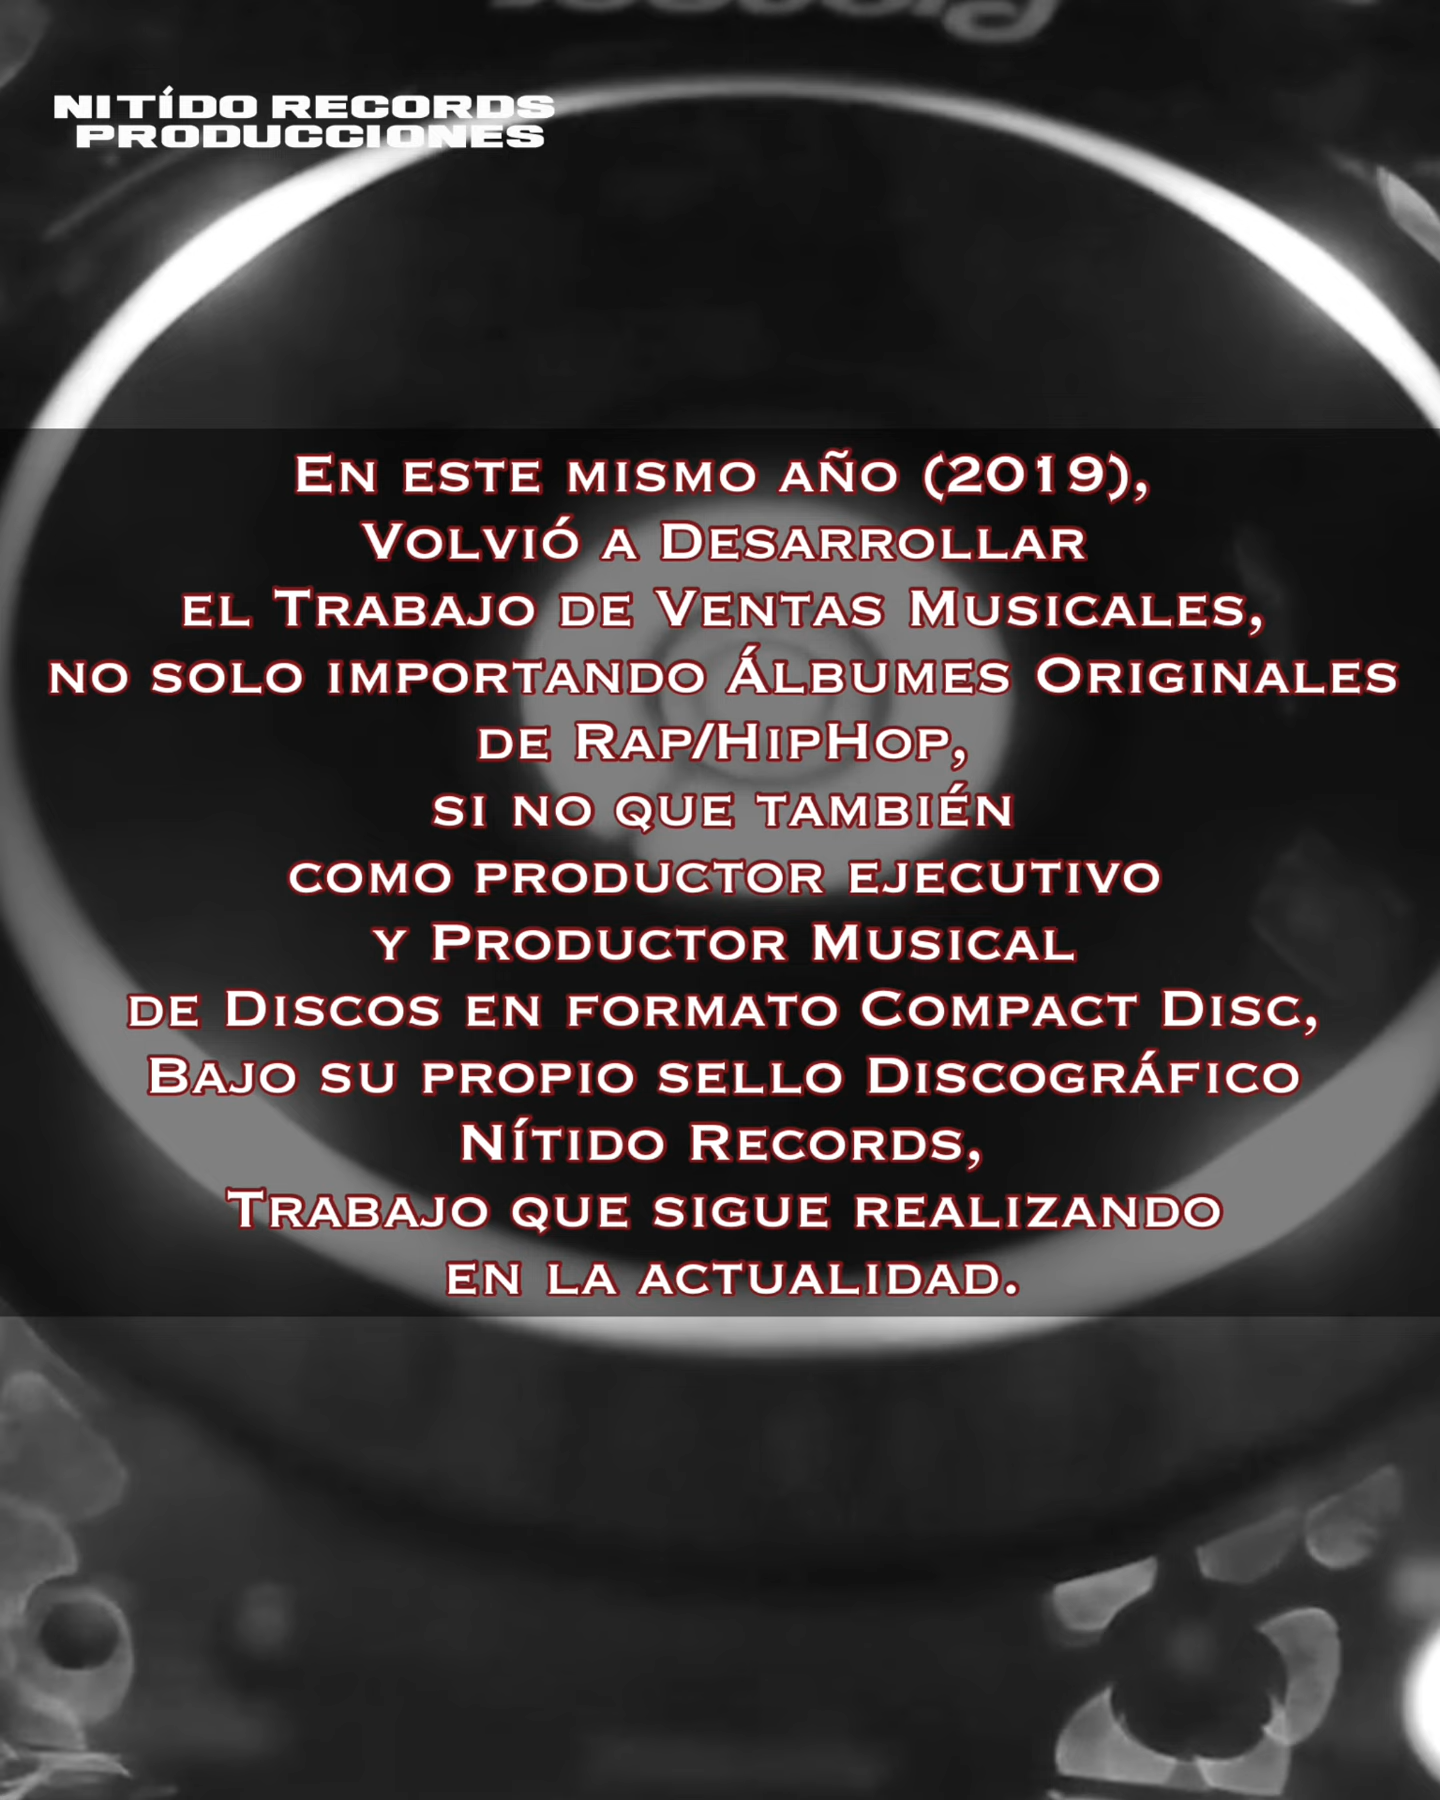 NITÍDO RECORDS
PRODUCCIONES
En este mismo año (2019),
Volvió a Desarrollar
el Trabajo de Ventas Musicales,
no solo importando Álbumes Originales
de Rap/HipHop,
si no que también
como productor ejecutivo
y Productor Musical
de Discos en formato Compact Disc,
Bajo su propio sello Discográfico
Nítido Records,
Trabajo que sigue realizando
en la actualidad.